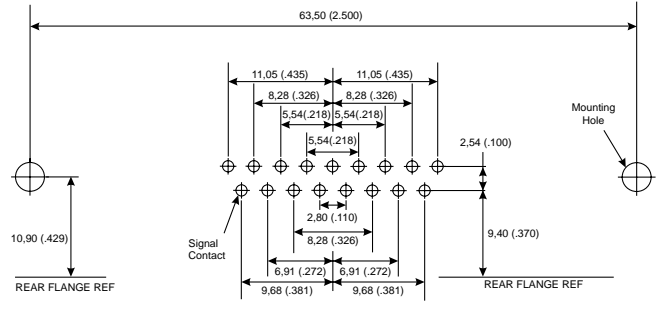 63,50 (2.500)
11,05 (.435)
11,05 (.435)
8,28 (.326)
8,28 (.326)
5,54(.218)
5,54(.218)
5,54(.218)
Mounting
Hole
2,54 (.100)
2,80 (.110)
8,28 (.326)
Signal
Contact
10,90 (.429)
9,40 (.370)
6,91 (.272)
6,91 (.272)
9,68 (.381)
9,68 (.381)
REAR FLANGE REF
REAR FLANGE REF